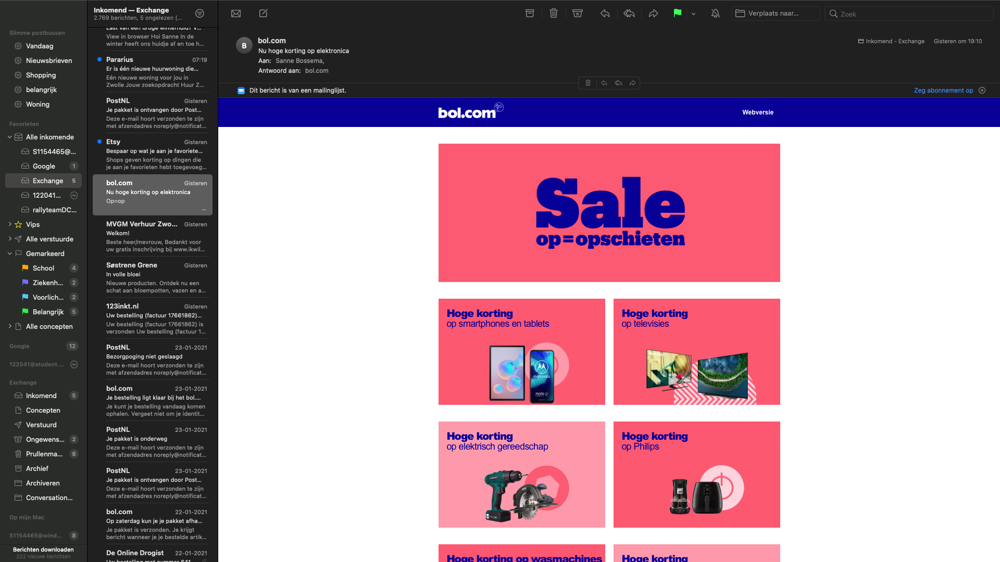 Slimme postbussen
Vandaag
Nieuwsbrieven
Shopping
belangrijk
Woning
Favorieten
Alle inkomende
S1154465@...
Google 1
Exchange 5
122041...
rallyteamDC...
Vips
Alle verstuurde
Gemarkeerd
School 4
Ziekenh... 2
Voorlich... 2
Belangrijk 5
Alle concepten
Google 12
122041@student....
Exchange
Inkomend 5
Concepten
Verstuurd
Ongewens... 2
Prullenma... 8
Archief
Archiveren
Conversation...
Op mijn Mac
S1154465@wind... 8
Berichten downloaden
222 nieuwe berichten
Inkomend — Exchange
2.769 berichten, 5 ongelezen (...
Last van een droge winterhuid? V...
View in browser Hoi Sanne In de
winter heeft ons huidje af en toe h...
Pararius 07:19
Er is één nieuwe huurwoning die...
Eén nieuwe woning voor jou in
Zwolle Jouw zoekopdracht Huur Z...
PostNL Gisteren
Je pakket is ontvangen door Post...
Deze e-mail hoort verzonden te zijn
met afzendadres noreply@notificat...
Etsy Gisteren
Bespaar op wat je aan je favoriete...
Shops geven korting op dingen die
je aan je favorieten hebt toegevoeg...
bol.com Gisteren
Nu hoge korting op elektronica
Op=op
...
MVGM Verhuur Zwo... Gisteren
Welkom!
Beste heer/mevrouw, Bedankt voor
uw gratis inschrijving bij www.ikwil...
Søstrene Grene Gisteren
In volle bloei
Nieuwe producten. Ontdek nu een
schat aan bloempotten, vazen en a...
123inkt.nl Gisteren
Uw bestelling (factuur 17661862)...
Uw bestelling (factuur 17661862) is
verzonden Uw bestelling (factuur 1...
PostNL 23-01-2021
Bezorgpoging niet geslaagd
Deze e-mail hoort verzonden te zijn
met afzendadres noreply@notificat...
bol.com 23-01-2021
Je bestelling ligt klaar bij het bol....
Je kunt je bestelling vandaag komen
ophalen. Vergeet niet om je identit...
PostNL 23-01-2021
Je pakket is onderweg
Deze e-mail hoort verzonden te zijn
met afzendadres noreply@notificat...
PostNL 23-01-2021
Je pakket is ontvangen door Post...
Deze e-mail hoort verzonden te zijn
met afzendadres noreply@notificat...
bol.com 22-01-2021
Op zaterdag kun je je pakket afha...
Je pakket is verzonden. Je krijgt
bericht wanneer je je bestelde artik...
De Online Drogist 22-01-2021
Uw bestelling met nummer 641
Verplaats naar...
Zoek
B
bol.com
Nu hoge korting op elektronica
Aan: Sanne Bossema,
Antwoord aan: bol.com
Inkomend - Exchange Gisteren om 19:10
Dit bericht is van een mailinglijst.
Zeg abonnement op
bol.com
Webversie
Sale
op=opschieten
Hoge korting
op smartphones en tablets
motorola
moto g8
Hoge korting
op televisies
SAMSUNG
QLED
Hoge korting
op elektrisch gereedschap
Hoge korting
op Philips
Hoge korting op wasmachines
Hoge korting